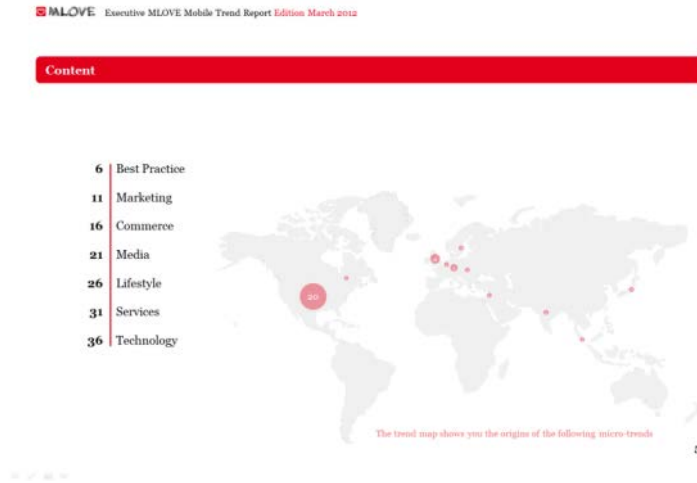 MLOVE Executive MLOVE Mobile Trend Report Edition March 2012
Content
6 Best Practice
11 Marketing
16 Commerce
21 Media
26 Lifestyle
31 Services
36 Technology
20
The trend map shows you the origins of the following micro-trends
5